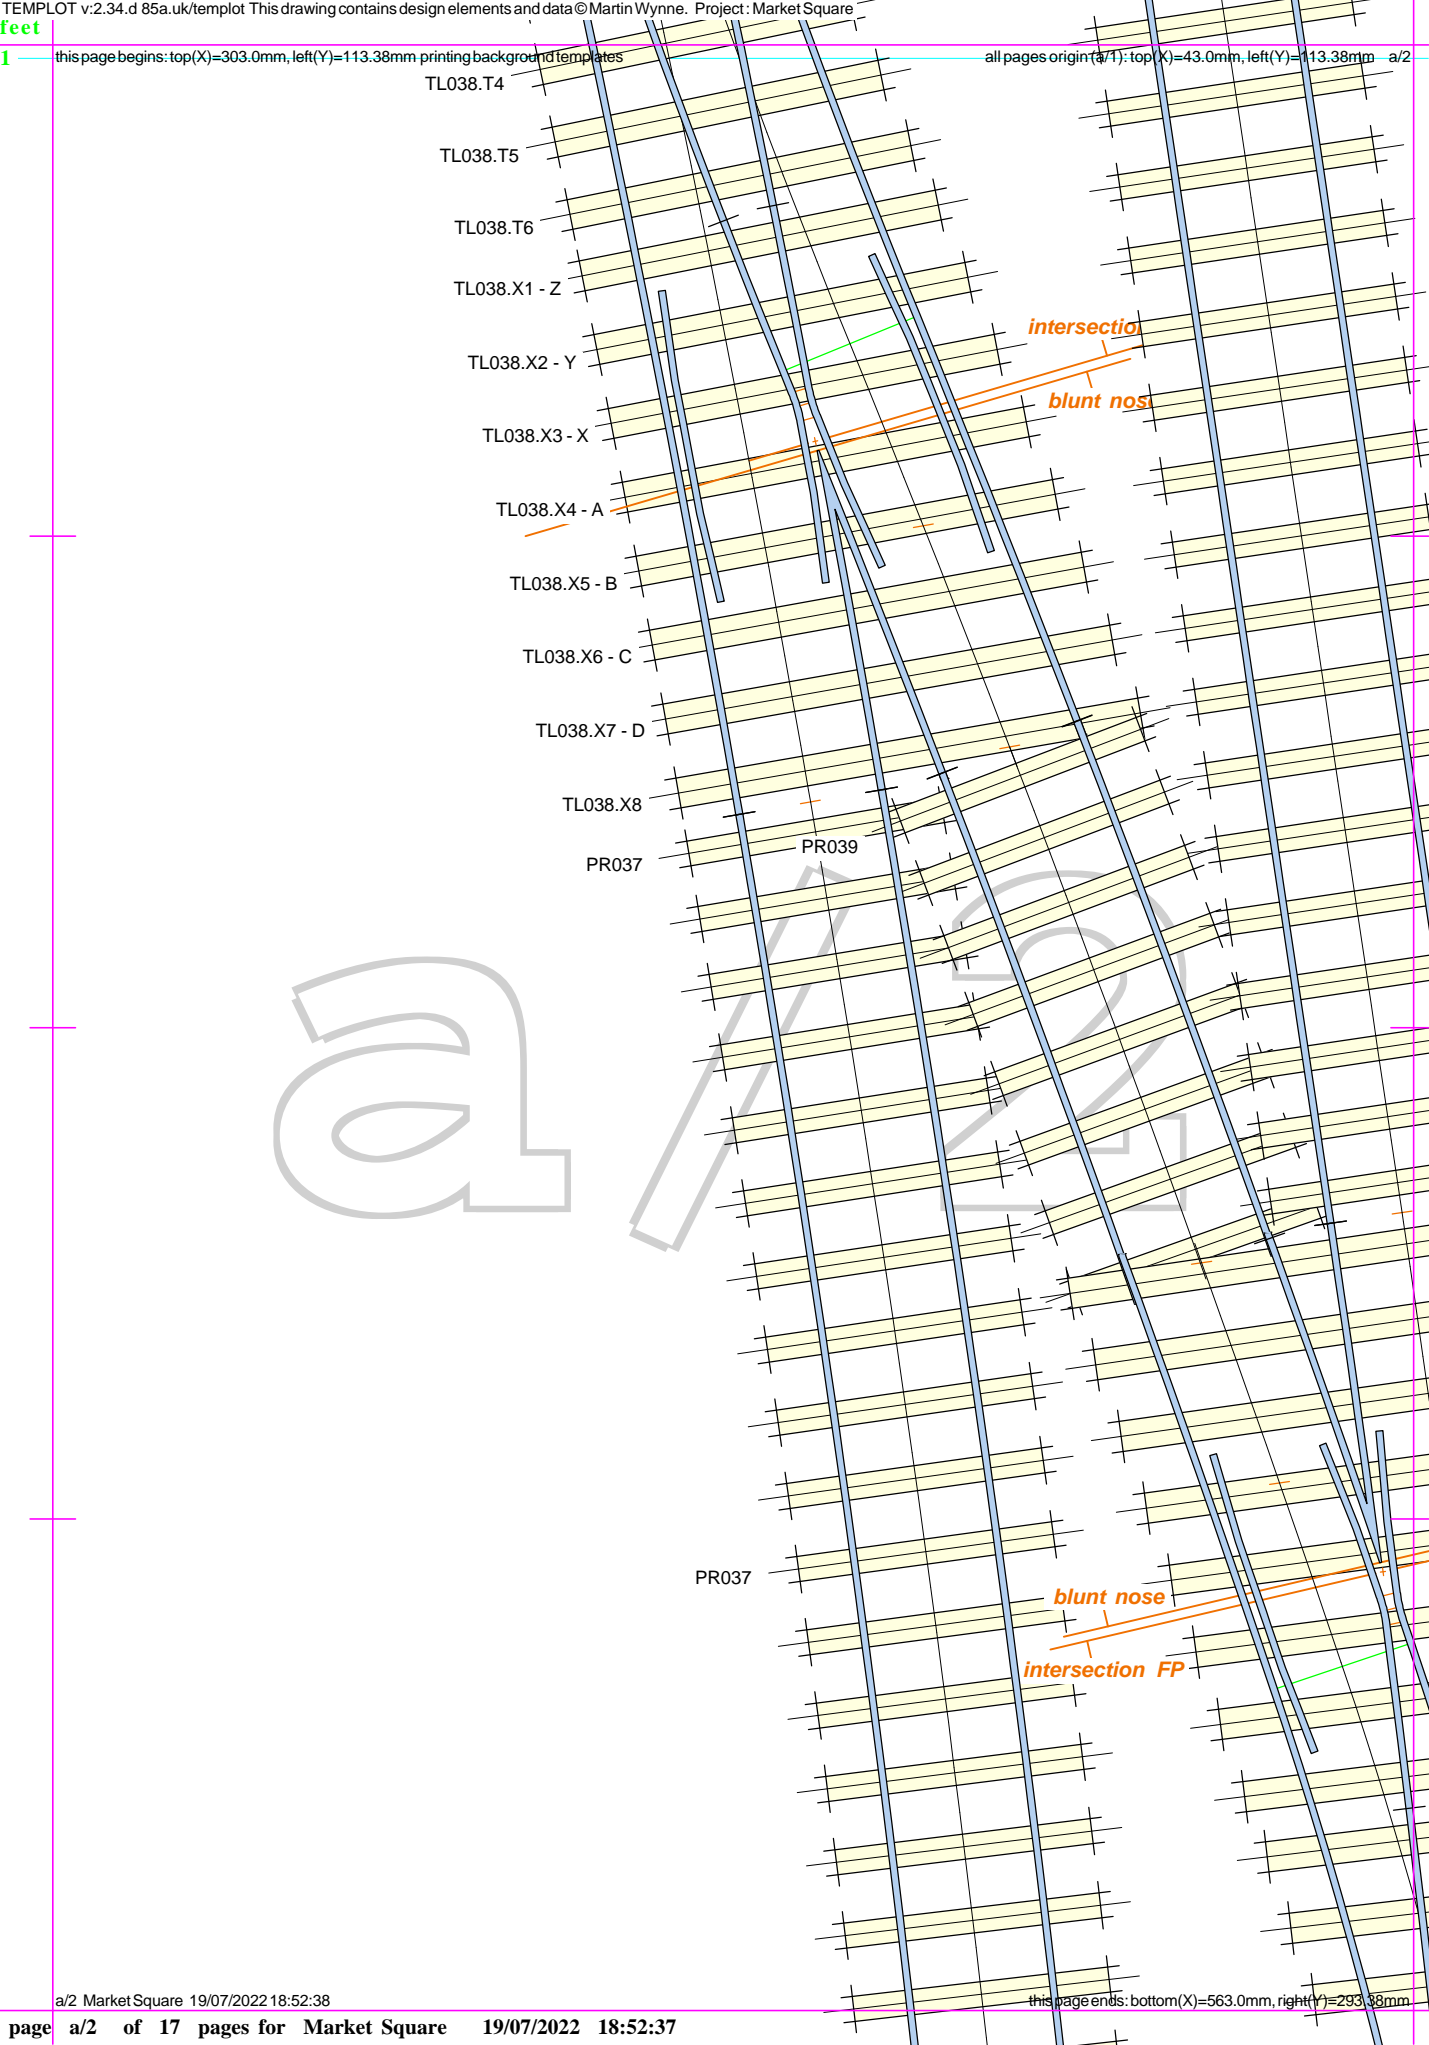 TEMPLOT v:2.34.d 85a.uk/templot This drawing contains design elements and data © Martin Wynne. Project: Market Square
feet
1
this page begins: top(X)=303.0mm, left(Y)=113.38mm printing background templates
all pages origin (a/1): top(X)=43.0mm, left(Y)=113.38mm a/2
TL038.T4
TL038.T5
TL038.T6
TL038.X1 - Z
intersection
TL038.X2 - Y
blunt nose
TL038.X3 - X
TL038.X4 - A
TL038.X5 - B
TL038.X6 - C
TL038.X7 - D
TL038.X8
PR039
PR037
a/2
PR037
blunt nose
intersection FP
a/2 Market Square 19/07/2022 18:52:38
this page ends: bottom(X)=563.0mm, right(Y)=293.38mm
page a/2 of 17 pages for Market Square 19/07/2022 18:52:37